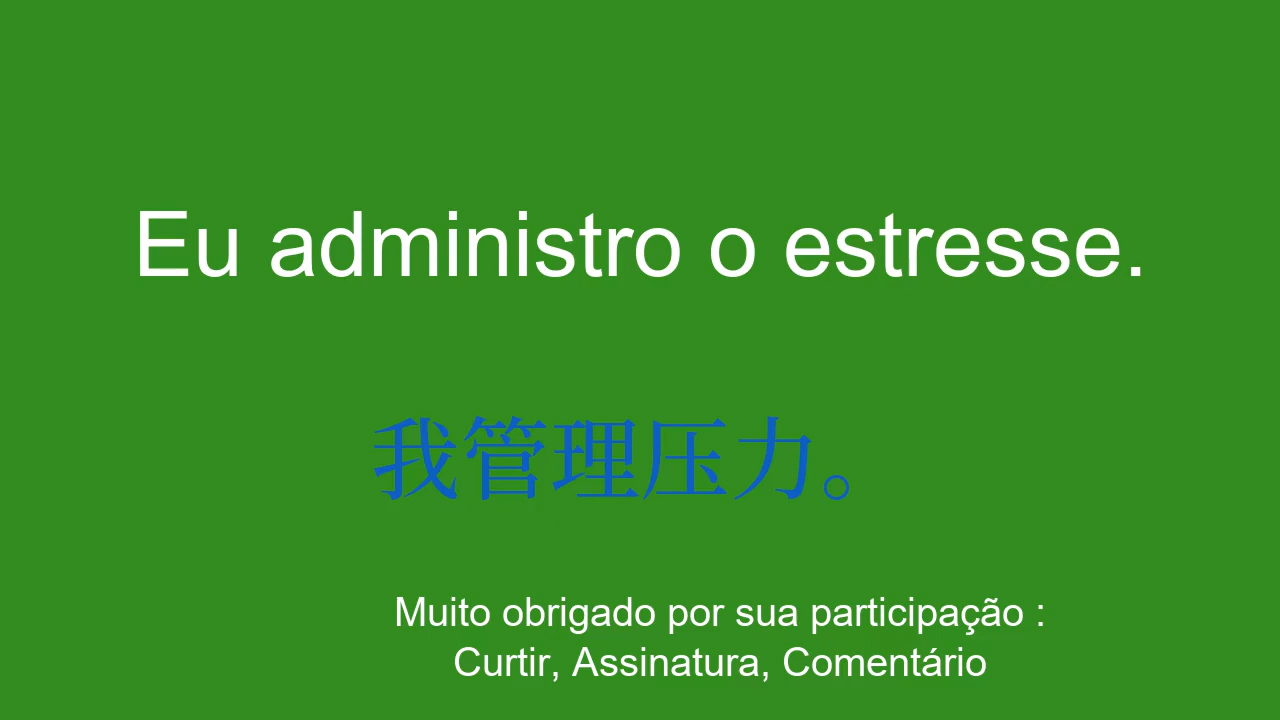 Eu administro o estresse.
我管理压力。
Muito obrigado por sua participação :
Curtir, Assinatura, Comentário